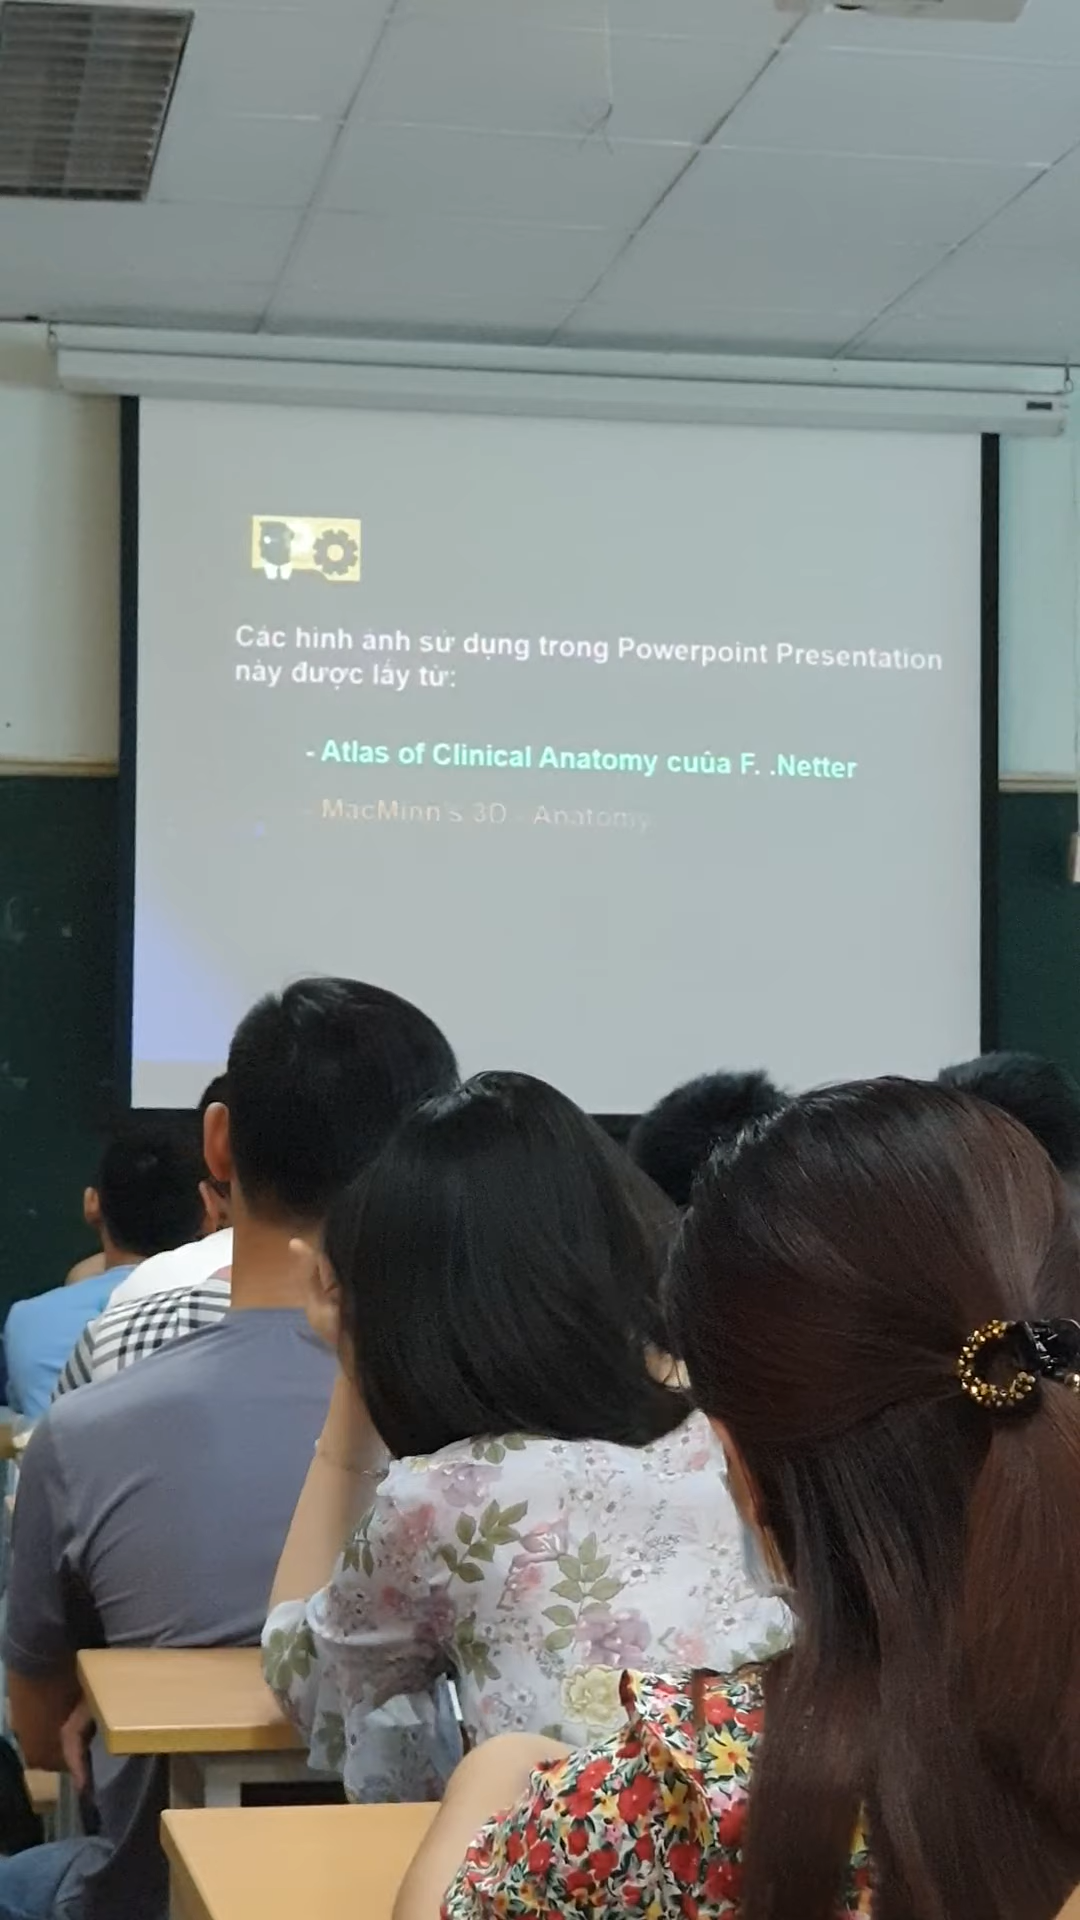 Các hình ảnh sử dụng trong Powerpoint Presentation
này được lấy từ:
- Atlas of Clinical Anatomy cuûa F. .Netter
- MacMinn's 3D - Anatomy